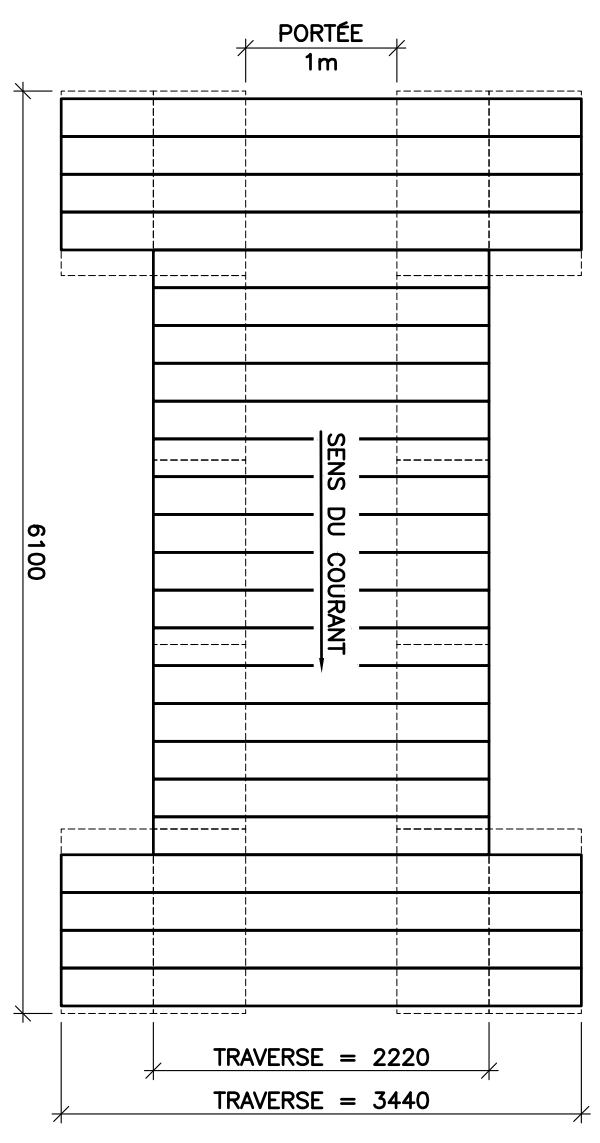 PORTÉE
1m
SENS DU COURANT
6100
TRAVERSE = 2220
TRAVERSE = 3440